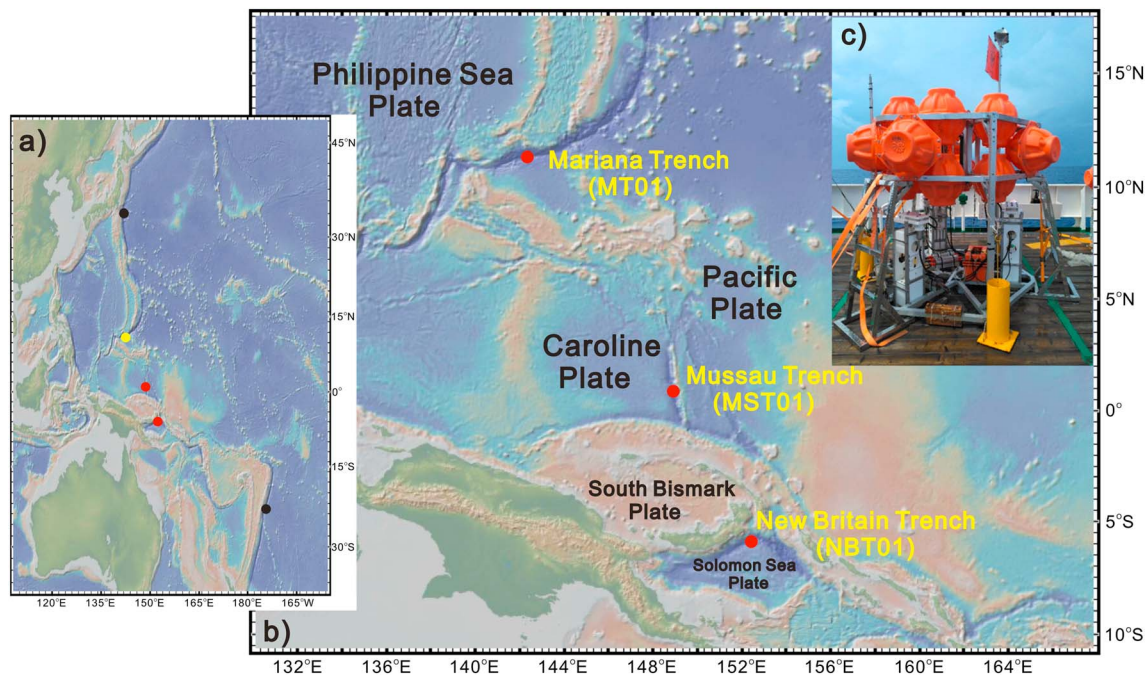 a)
45°N
30°N
15°N
0°
15°S
30°S
120°E
135°E
150°E
165°E
180°
165°W
b)
Philippine Sea
Plate
Mariana Trench
(MT01)
Pacific
Plate
Caroline
Plate
Mussau Trench
(MST01)
South Bismark
Plate
New Britain Trench
(NBT01)
Solomon Sea
Plate
15°N
10°N
5°N
0°
5°S
10°S
132°E
136°E
140°E
144°E
148°E
152°E
156°E
160°E
164°E
c)